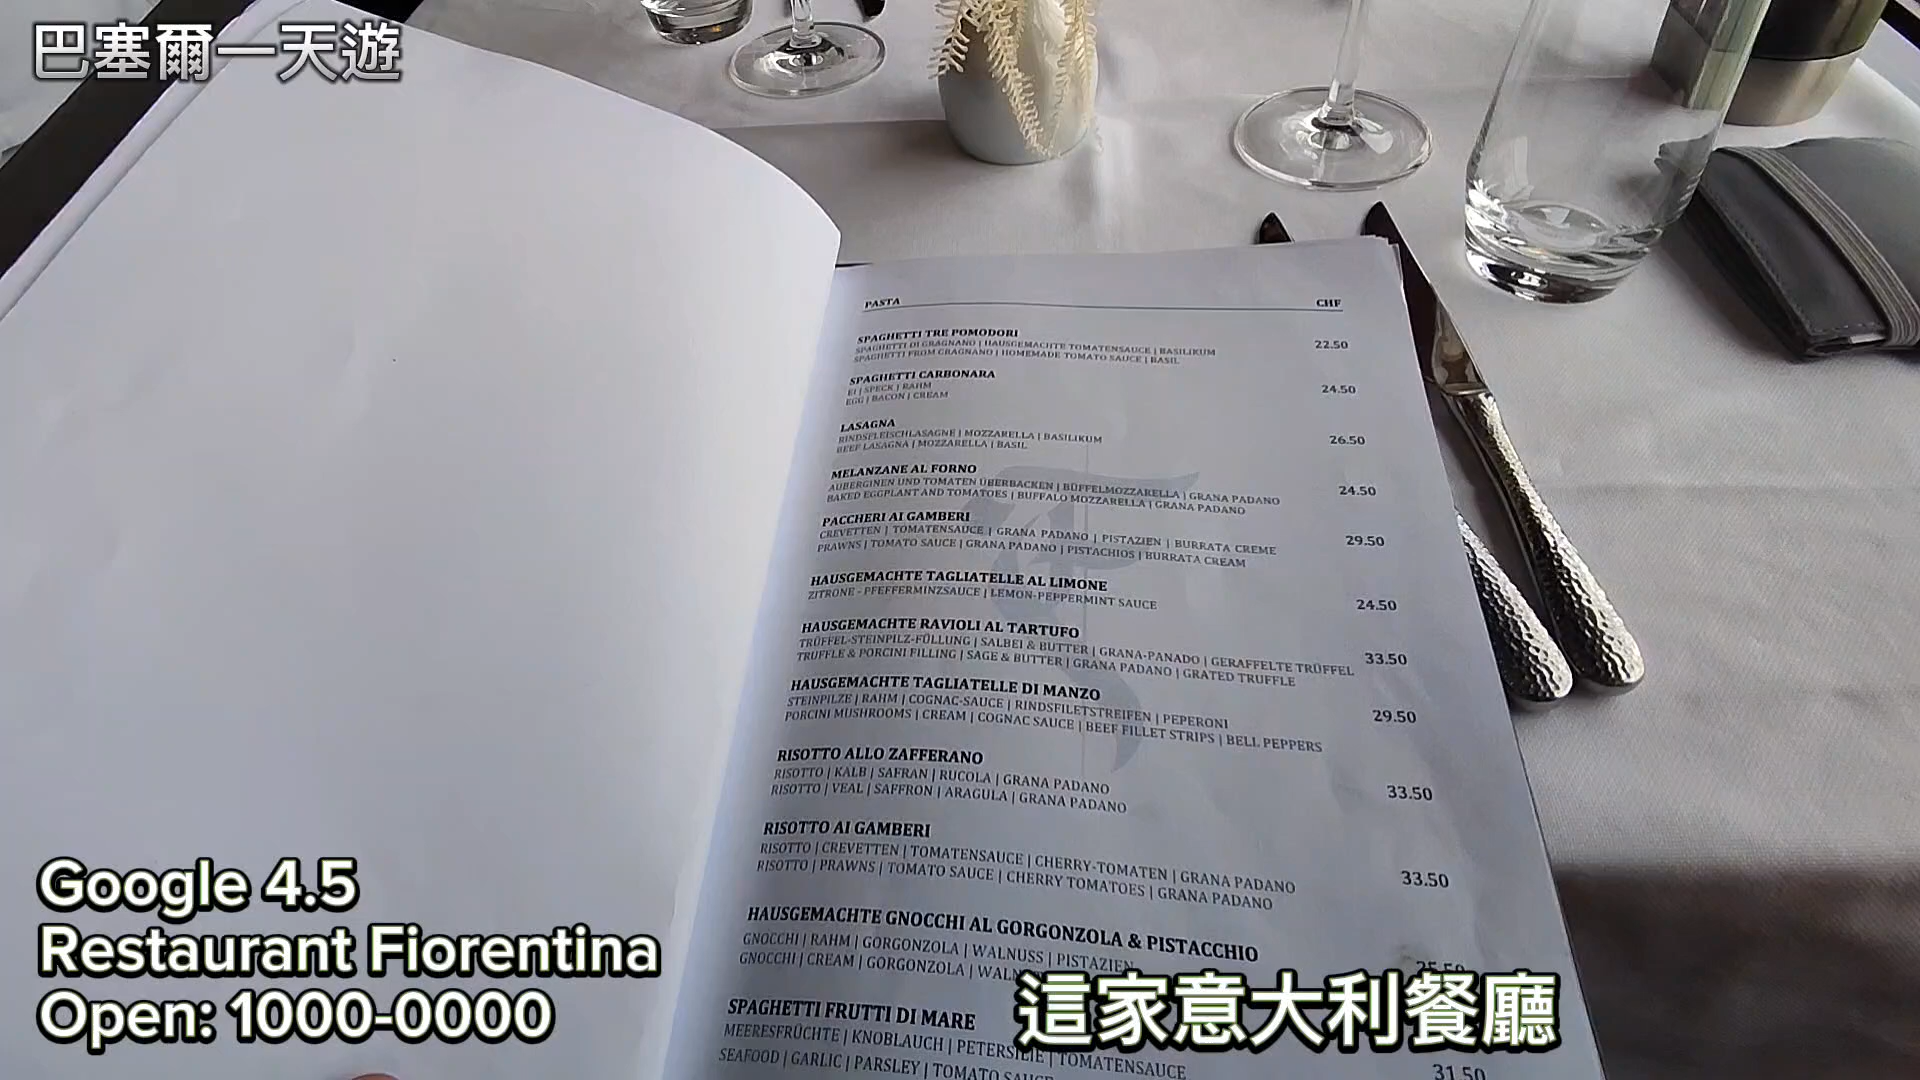 巴塞爾一天遊
PASTA CHF
SPAGHETTI TRE POMODORI
SPAGHETTI DI GRAGNANO | HAUSGEMACHTE TOMATENSAUCE | BASILIKUM 22.50
SPAGHETTI FROM GRAGNANO | HOMEMADE TOMATO SAUCE | BASIL
SPAGHETTI CARBONARA
EI | SPECK | RAHM 24.50
EGG | BACON | CREAM
LASAGNA
RINDSFLEISCHLASAGNE | MOZZARELLA | BASILIKUM 26.50
BEEF LASAGNA | MOZZARELLA | BASIL
MELANZANE AL FORNO
AUBERGINEN UND TOMATEN ÜBERBACKEN | BÜFFELMOZZARELLA | GRANA PADANO 24.50
BAKED EGGPLANT AND TOMATOES | BUFFALO MOZZARELLA | GRANA PADANO
PACCHERI AI GAMBERI
CREVETTEN | TOMATENSAUCE | GRANA PADANO | PISTAZIEN | BURRATA CREME 29.50
PRAWNS | TOMATO SAUCE | GRANA PADANO | PISTACHIOS | BURRATA CREAM
HAUSGEMACHTE TAGLIATELLE AL LIMONE
ZITRONE - PFEFFERMINZSAUCE | LEMON-PEPPERMINT SAUCE 24.50
HAUSGEMACHTE RAVIOLI AL TARTUFO
TRÜFFEL-STEINPILZ-FÜLLUNG | SALBEI & BUTTER | GRANA-PANADO | GERAFFELTE TRÜFFEL 33.50
TRUFFLE & PORCINI FILLING | SAGE & BUTTER | GRANA PADANO | GRATED TRUFFLE
HAUSGEMACHTE TAGLIATELLE DI MANZO
STEINPILZE | RAHM | COGNAC-SAUCE | RINDSFILETSTREIFEN | PEPERONI 29.50
PORCINI MUSHROOMS | CREAM | COGNAC SAUCE | BEEF FILLET STRIPS | BELL PEPPERS
RISOTTO ALLO ZAFFERANO
RISOTTO | KALB | SAFRAN | RUCOLA | GRANA PADANO 33.50
RISOTTO | VEAL | SAFFRON | ARAGULA | GRANA PADANO
RISOTTO AI GAMBERI
RISOTTO | CREVETTEN | TOMATENSAUCE | CHERRY-TOMATEN | GRANA PADANO 33.50
RISOTTO | PRAWNS | TOMATO SAUCE | CHERRY TOMATOES | GRANA PADANO
HAUSGEMACHTE GNOCCHI AL GORGONZOLA & PISTACCHIO
GNOCCHI | RAHM | GORGONZOLA | WALNUSS | PISTAZIEN
GNOCCHI | CREAM | GORGONZOLA |
SPAGHETTI FRUTTI DI MARE
MEERESFRÜCHTE | KNOBLAUCH | PETERSILIE | TOMATENSAUCE 31.50
SEAFOOD | GARLIC | PARSLEY | TOMATO
Google 4.5
Restaurant Fiorentina
Open: 1000-0000
這家意大利餐廳